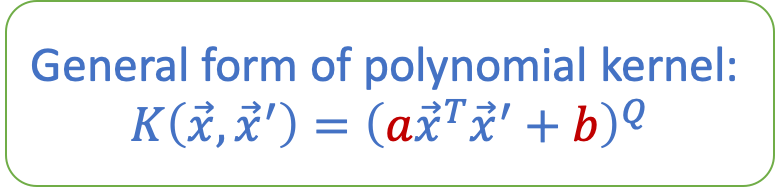 General form of polynomial kernel:
K(x⃗, x⃗′) = (ax⃗ᵀx⃗′ + b)^Q